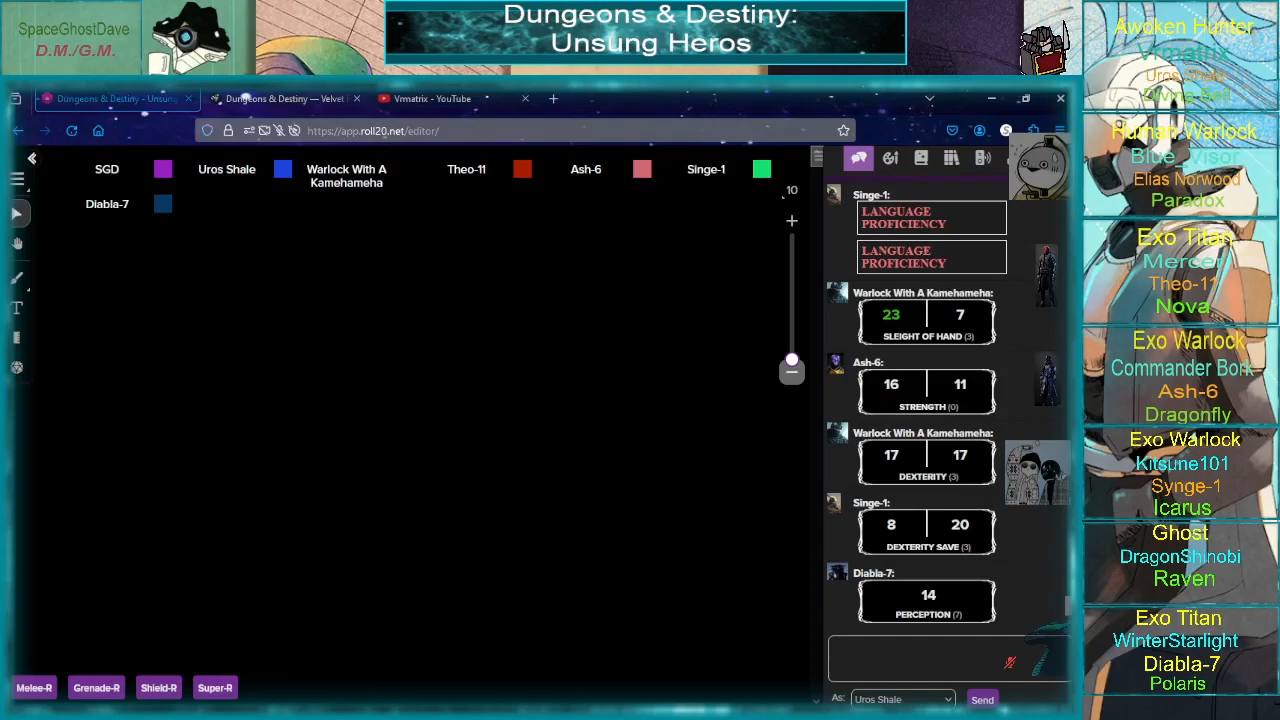 SpaceGhostDave
D.M./G.M.
Dungeons & Destiny:
Unsung Heros
Dungeons & Destiny - Unsung
Dungeons & Destiny — Velvet
Vrmatrix - YouTube
https://app.roll20.net/editor/
SGD
Uros Shale
Warlock With A
Kamehameha
Theo-11
Ash-6
Singe-1
Diabla-7
10
Singe-1:
LANGUAGE
PROFICIENCY
LANGUAGE
PROFICIENCY
Warlock With A Kamehameha:
23 7
SLEIGHT OF HAND (3)
Ash-6:
16 11
STRENGTH (0)
Warlock With A Kamehameha:
17 17
DEXTERITY (3)
Singe-1:
8 20
DEXTERITY SAVE (3)
Diabla-7:
14
PERCEPTION (7)
As:
Uros Shale
Send
Melee-R
Grenade-R
Shield-R
Super-R
Awoken Hunter
Vrmatrix
Uros Shale
Diving Bell
Human Warlock
Blue_Visor
Elias Norwood
Paradox
Exo Titan
Mercer
Theo-11
Nova
Exo Warlock
Commander Bork
Ash-6
Dragonfly
Exo Warlock
Kitsune101
Synge-1
Icarus
Ghost
DragonShinobi
Raven
Exo Titan
WinterStarlight
Diabla-7
Polaris